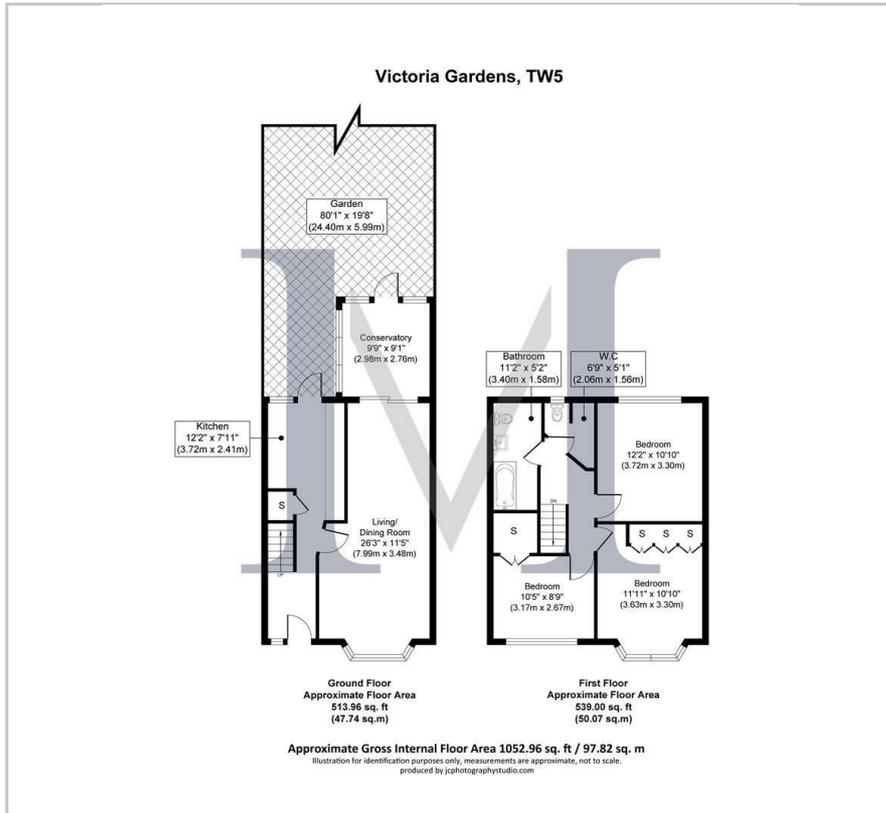 Victoria Gardens, TW5
Garden
80'1" x 19'8"
(24.40m x 5.99m)
Conservatory
9'9" x 9'1"
(2.98m x 2.76m)
Kitchen
12'2" x 7'11"
(3.72m x 2.41m)
S
Living/
Dining Room
26'3" x 11'5"
(7.99m x 3.48m)
UP
Ground Floor
Approximate Floor Area
513.96 sq. ft
(47.74 sq.m)
Bathroom
11'2" x 5'2"
(3.40m x 1.58m)
W.C
6'9" x 5'1"
(2.06m x 1.56m)
Bedroom
12'2" x 10'10"
(3.72m x 3.30m)
DN
S
S S S
Bedroom
10'5" x 8'9"
(3.17m x 2.67m)
Bedroom
11'11" x 10'10"
(3.63m x 3.30m)
First Floor
Approximate Floor Area
539.00 sq. ft
(50.07 sq.m)
Approximate Gross Internal Floor Area 1052.96 sq. ft / 97.82 sq. m
Illustration for identification purposes only, measurements are approximate, not to scale.
produced by jcphotographystudio.com